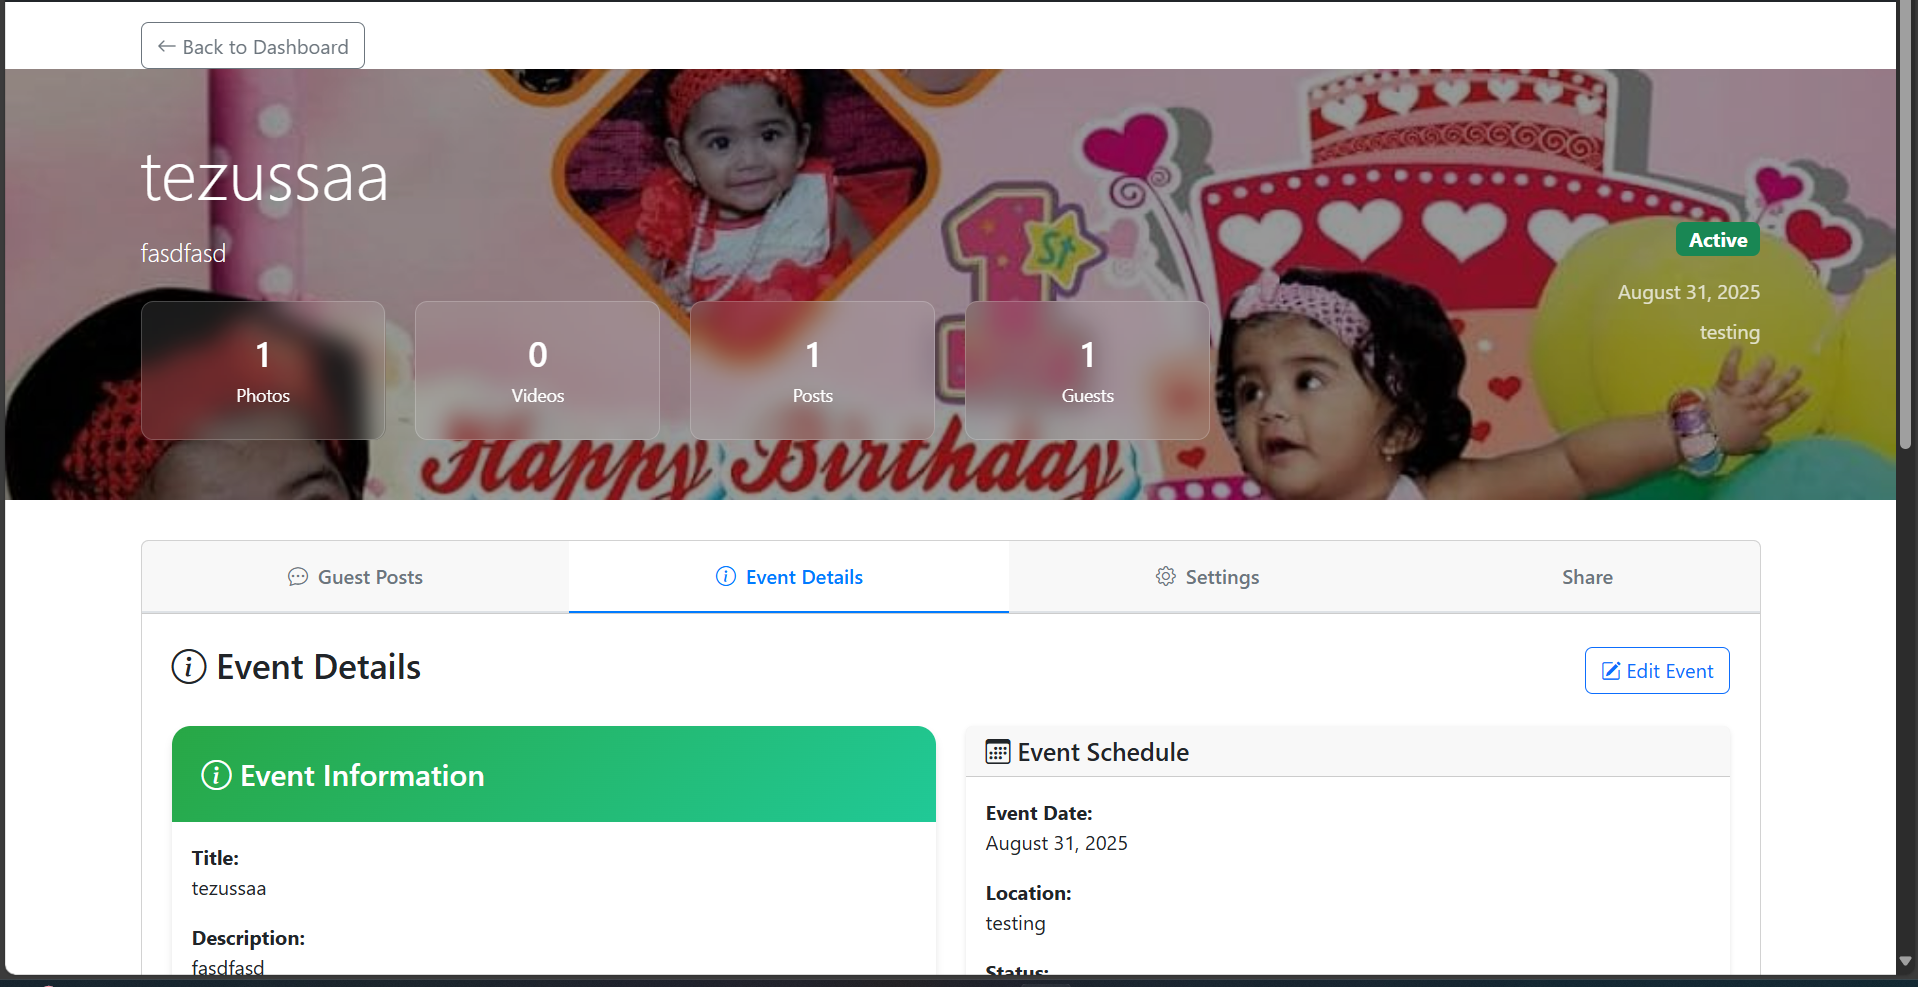 Back to Dashboard
tezussaa
fasdfasd
1st
Active
August 31, 2025
testing
1
Photos
0
Videos
1
Posts
1
Guests
Happy Birthday
Guest Posts
Event Details
Settings
Share
Event Details
Edit Event
Event Information
Title:
tezussaa
Description:
fasdfasd
Event Schedule
Event Date:
August 31, 2025
Location:
testing
Status: